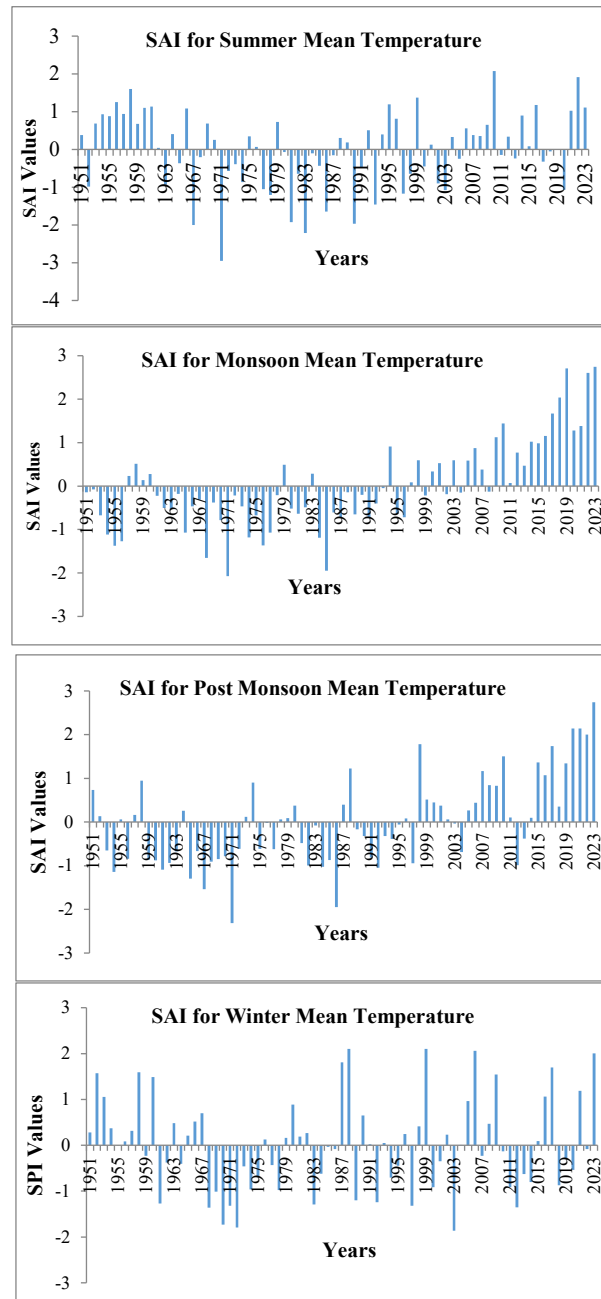 SAI for Summer Mean Temperature
3
2
1
0
-1
-2
-3
-4
SAI Values
1951 1955 1959 1963 1967 1971 1975 1979 1983 1987 1991 1995 1999 2003 2007 2011 2015 2019 2023
Years
SAI for Monsoon Mean Temperature
3
2
1
0
-1
-2
-3
SAI Values
1951 1955 1959 1963 1967 1971 1975 1979 1983 1987 1991 1995 1999 2003 2007 2011 2015 2019 2023
Years
SAI for Post Monsoon Mean Temperature
3
2
1
0
-1
-2
-3
SAI Values
1951 1955 1959 1963 1967 1971 1975 1979 1983 1987 1991 1995 1999 2003 2007 2011 2015 2019 2023
Years
SAI for Winter Mean Temperature
3
2
1
0
-1
-2
-3
SPI Values
1951 1955 1959 1963 1967 1971 1975 1979 1983 1987 1991 1995 1999 2003 2007 2011 2015 2019 2023
Years